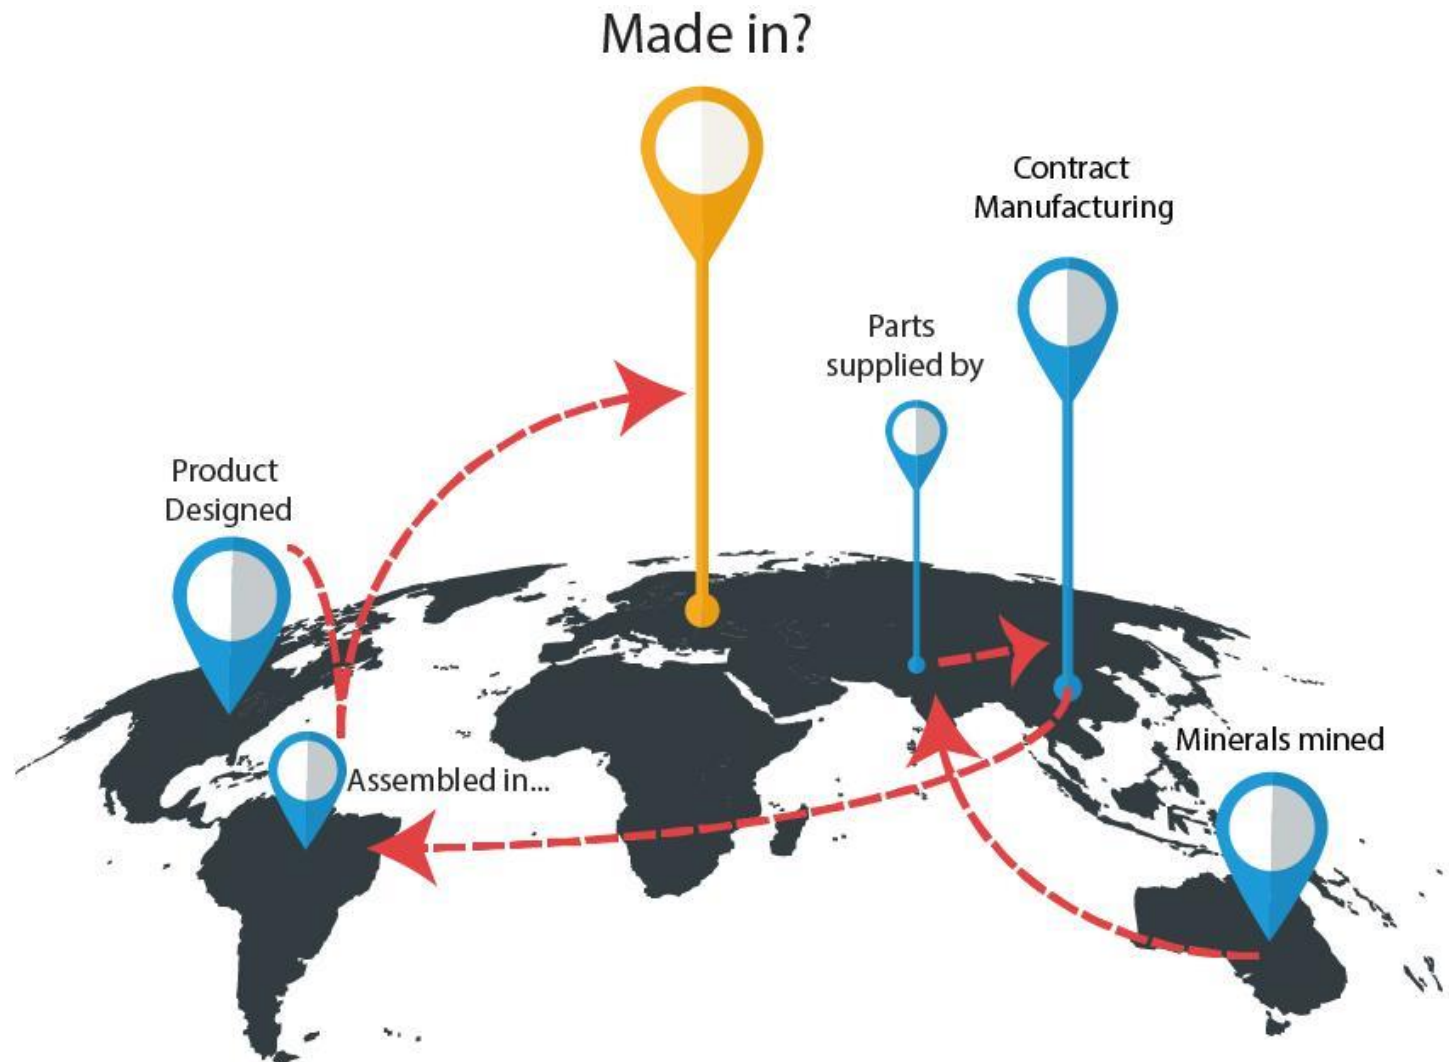 Made in?
Contract
Manufacturing
Parts
supplied by
Product
Designed
Minerals mined
Assembled in...